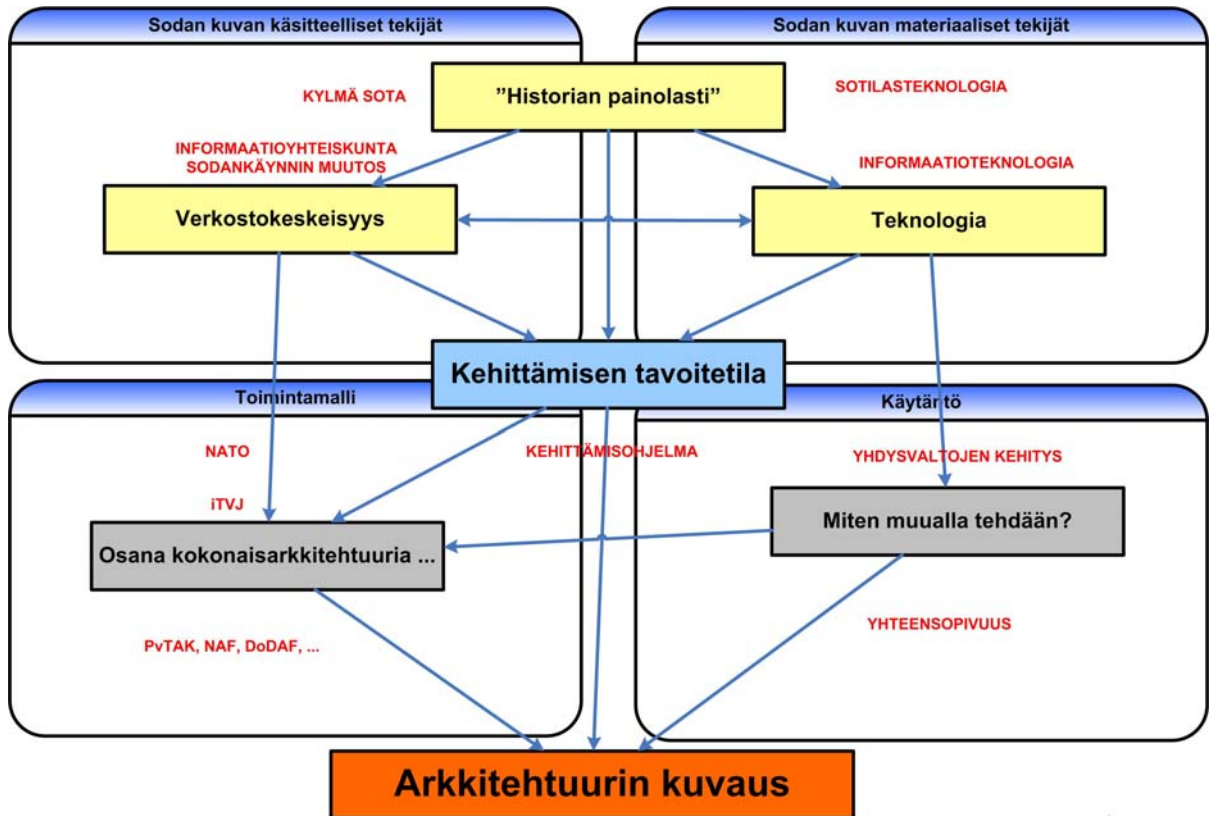 Sodan kuvan käsitteelliset tekijät
Sodan kuvan materiaaliset tekijät
KYLMÄ SOTA
”Historian painolasti”
SOTILASTEKNOLOGIA
INFORMAATIOYHTEISKUNTA
SODANKÄYNNIN MUUTOS
INFORMAATIOTEKNOLOGIA
Verkostokeskeisyys
Teknologia
Kehittämisen tavoitetila
Toimintamalli
Käytäntö
NATO
KEHITTÄMISOHJELMA
YHDYSVALTOJEN KEHITYS
iTVJ
Osana kokonaisarkkitehtuuria ...
Miten muualla tehdään?
PvTAK, NAF, DoDAF, ...
YHTEENSOPIVUUS
Arkkitehtuurin kuvaus